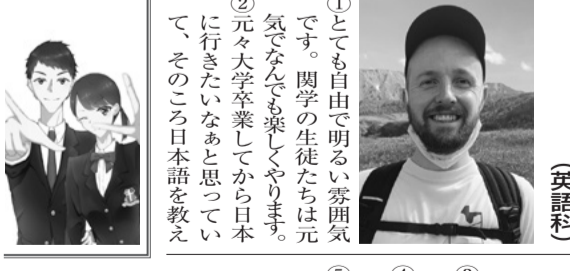 (英語科)
①とても自由で明るい雰囲気
です。関学の生徒たちは元
気でなんでも楽しくやります。
②元々大学卒業してから日本
に行きたいなぁと思ってい
て、そのころ日本語を教え
③
④
⑤